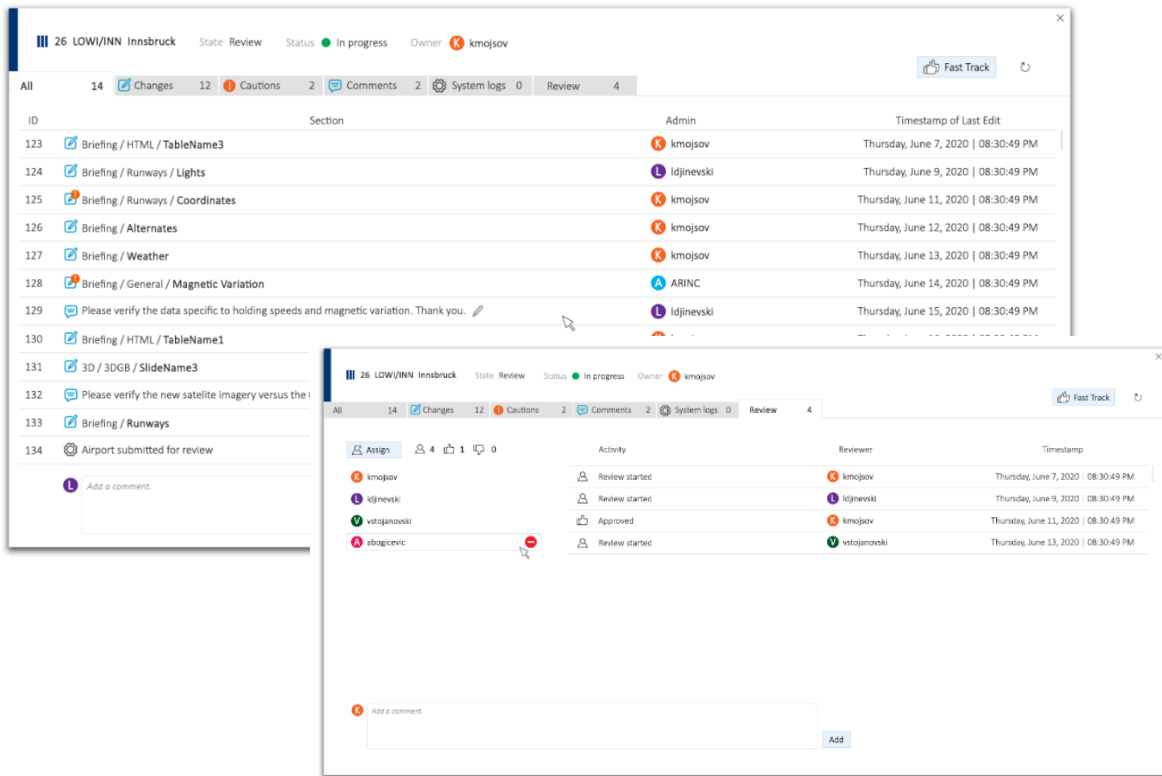 26 LOWI/INN Innsbruck State Review Status In progress Owner K kmojsov
Fast Track
All 14 Changes 12 Cautions 2 Comments 2 System logs 0 Review 4
ID Section Admin Timestamp of Last Edit
123 Briefing / HTML / TableName3 K kmojsov Thursday, June 7, 2020 | 08:30:49 PM
124 Briefing / Runways / Lights L ldjinevski Thursday, June 9, 2020 | 08:30:49 PM
125 Briefing / Runways / Coordinates K kmojsov Thursday, June 11, 2020 | 08:30:49 PM
126 Briefing / Alternates K kmojsov Thursday, June 12, 2020 | 08:30:49 PM
127 Briefing / Weather K kmojsov Thursday, June 13, 2020 | 08:30:49 PM
128 Briefing / General / Magnetic Variation A ARINC Thursday, June 14, 2020 | 08:30:49 PM
129 Please verify the data specific to holding speeds and magnetic variation. Thank you. L ldjinevski Thursday, June 15, 2020 | 08:30:49 PM
130 Briefing / HTML / TableName1
131 3D / 3DGB / SlideName3
132 Please verify the new satelite imagery versus the
133 Briefing / Runways
134 Airport submitted for review
L Add a comment.
26 LOWI/INN Innsbruck State Review Status In progress Owner K kmojsov
Fast Track
All 14 Changes 12 Cautions 2 Comments 2 System logs 0 Review 4
Assign 4 1 0 Activity Reviewer Timestamp
K kmojsov Review started K kmojsov Thursday, June 7, 2020 | 08:30:49 PM
L ldjinevski Review started L ldjinevski Thursday, June 9, 2020 | 08:30:49 PM
V vstojanovski Approved K kmojsov Thursday, June 11, 2020 | 08:30:49 PM
A abogicevic Review started V vstojanovski Thursday, June 13, 2020 | 08:30:49 PM
K Add a comment.
Add